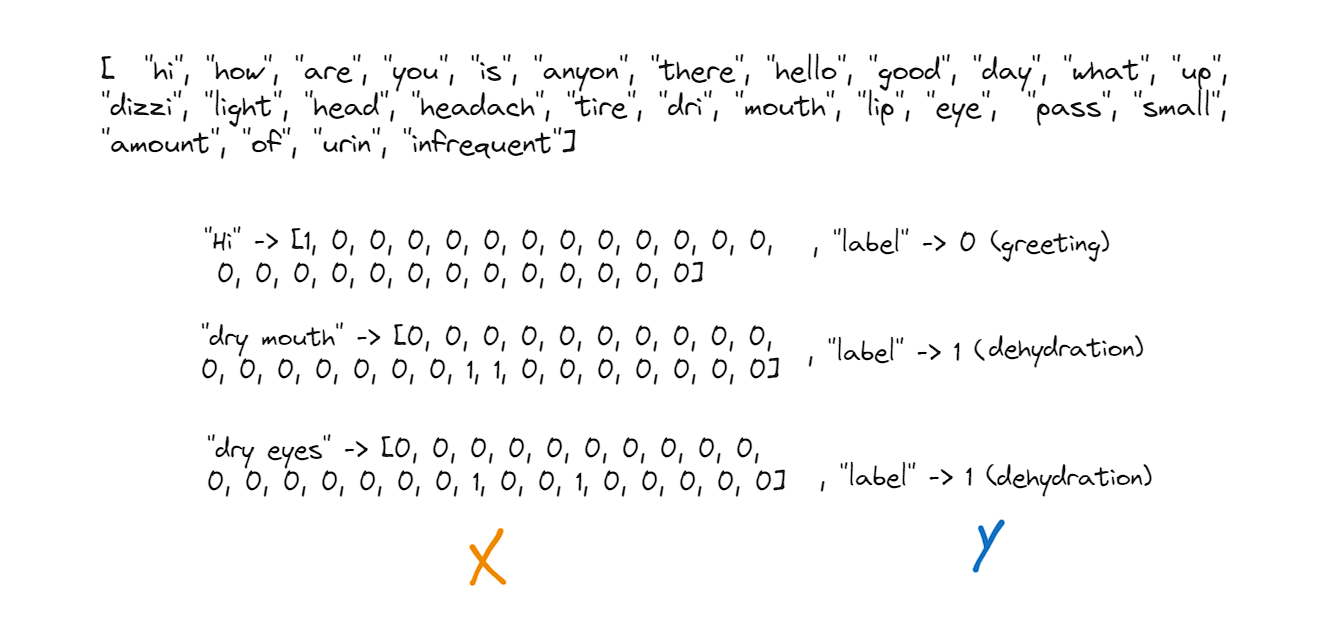 [ "hi", "how", "are", "you", "is", "anyon", "there", "hello", "good", "day", "what", "up",
"dizzi", "light", "head", "headach", "tire", "dri", "mouth", "lip", "eye", "pass", "small",
"amount", "of", "urin", "infrequent"]
"Hi" -> [1, 0, 0, 0, 0, 0, 0, 0, 0, 0, 0, 0, 0, , "label" -> 0 (greeting)
0, 0, 0, 0, 0, 0, 0, 0, 0, 0, 0, 0, 0]
"dry mouth" -> [0, 0, 0, 0, 0, 0, 0, 0, 0, 0,
0, 0, 0, 0, 0, 0, 0, 1, 1, 0, 0, 0, 0, 0, 0, 0] , "label" -> 1 (dehydration)
"dry eyes" -> [0, 0, 0, 0, 0, 0, 0, 0, 0, 0,
0, 0, 0, 0, 0, 0, 0, 1, 0, 0, 1, 0, 0, 0, 0, 0] , "label" -> 1 (dehydration)
X y